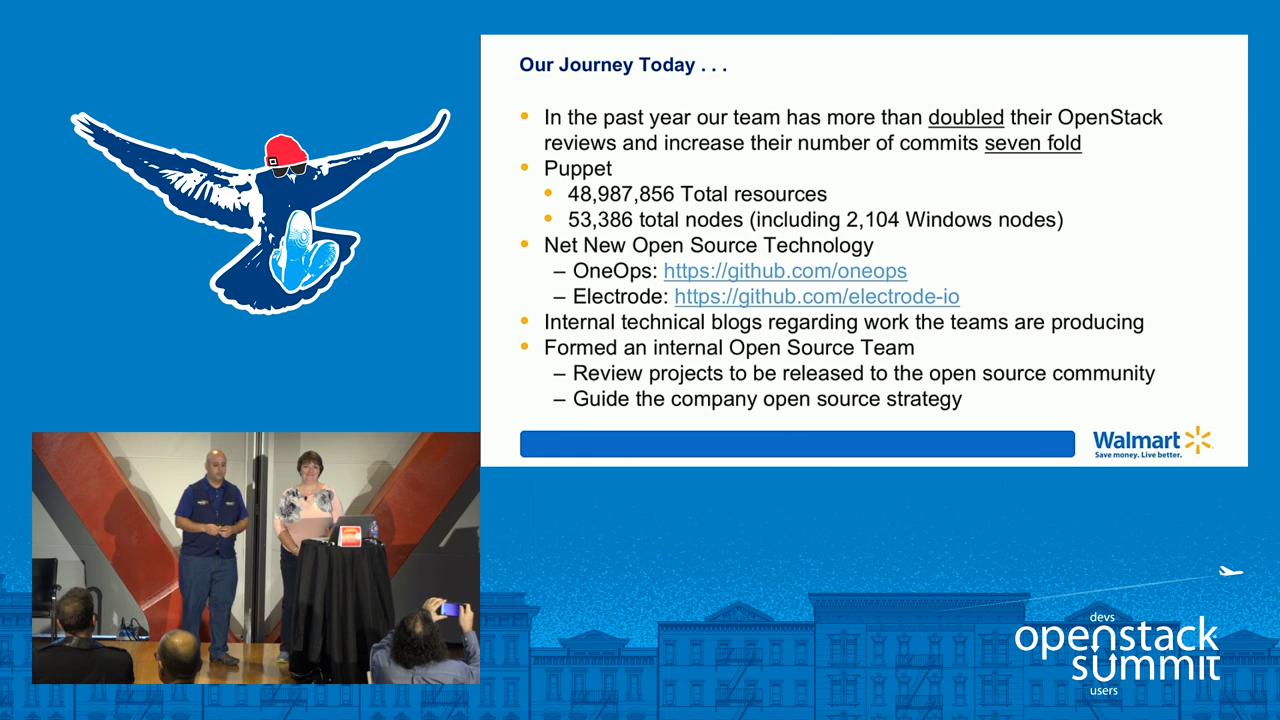 Our Journey Today . . .
• In the past year our team has more than doubled their OpenStack
reviews and increase their number of commits seven fold
• Puppet
• 48,987,856 Total resources
• 53,386 total nodes (including 2,104 Windows nodes)
• Net New Open Source Technology
– OneOps: https://github.com/oneops
– Electrode: https://github.com/electrode-io
• Internal technical blogs regarding work the teams are producing
• Formed an internal Open Source Team
– Review projects to be released to the open source community
– Guide the company open source strategy
Walmart
Save money. Live better.
devs
openstack
summit
users